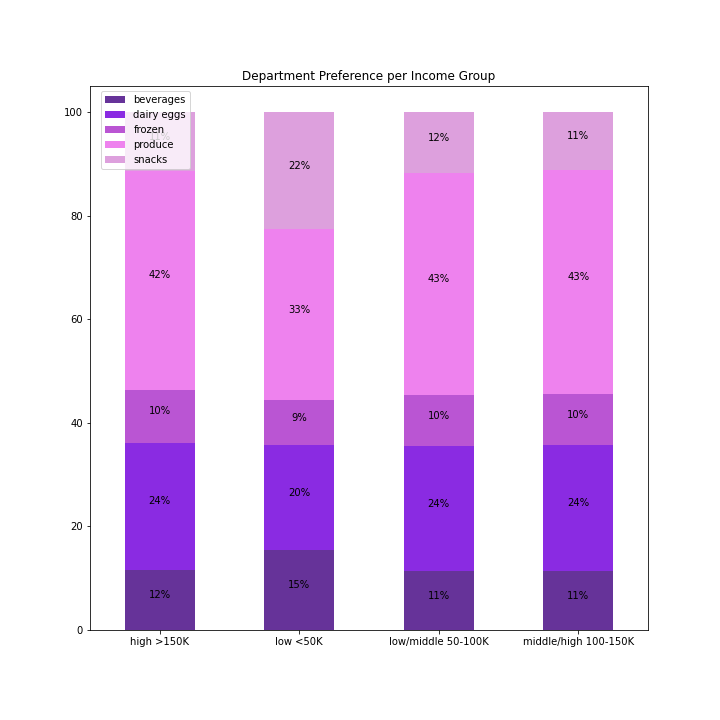 Department Preference per Income Group
beverages
dairy eggs
frozen
produce
snacks
100
80
60
40
20
0
22%
12%
11%
42%
33%
43%
43%
10%
9%
10%
10%
24%
20%
24%
24%
12%
15%
11%
11%
high >150K
low <50K
low/middle 50-100K
middle/high 100-150K